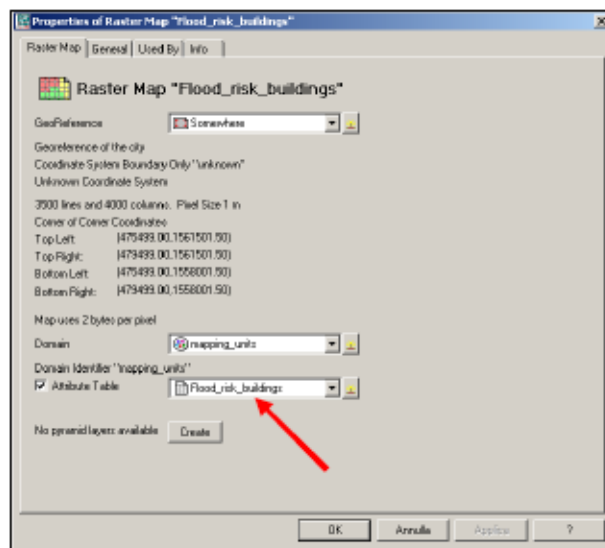 Properties of Raster Map "Flood_risk_buildings"
Raster Map General Used By Info
Raster Map "Flood_risk_buildings"
GeoReference Somewhere
Georeference of the city
Coordinate System Boundary Only "unknown"
Unknown Coordinate System
3500 lines and 4000 columns. Pixel Size 1 m
Corner of Corner Coordinates
Top Left: (475499.00,1561501.50)
Top Right: (479499.00,1561501.50)
Bottom Left: (475499.00,1558001.50)
Bottom Right: (479499.00,1558001.50)
Map uses 2 bytes per pixel
Domain mapping_units
Domain Identifier "mapping_units"
Attribute Table Flood_risk_buildings
No pyramid layers available Create
OK Annulla Applica ?